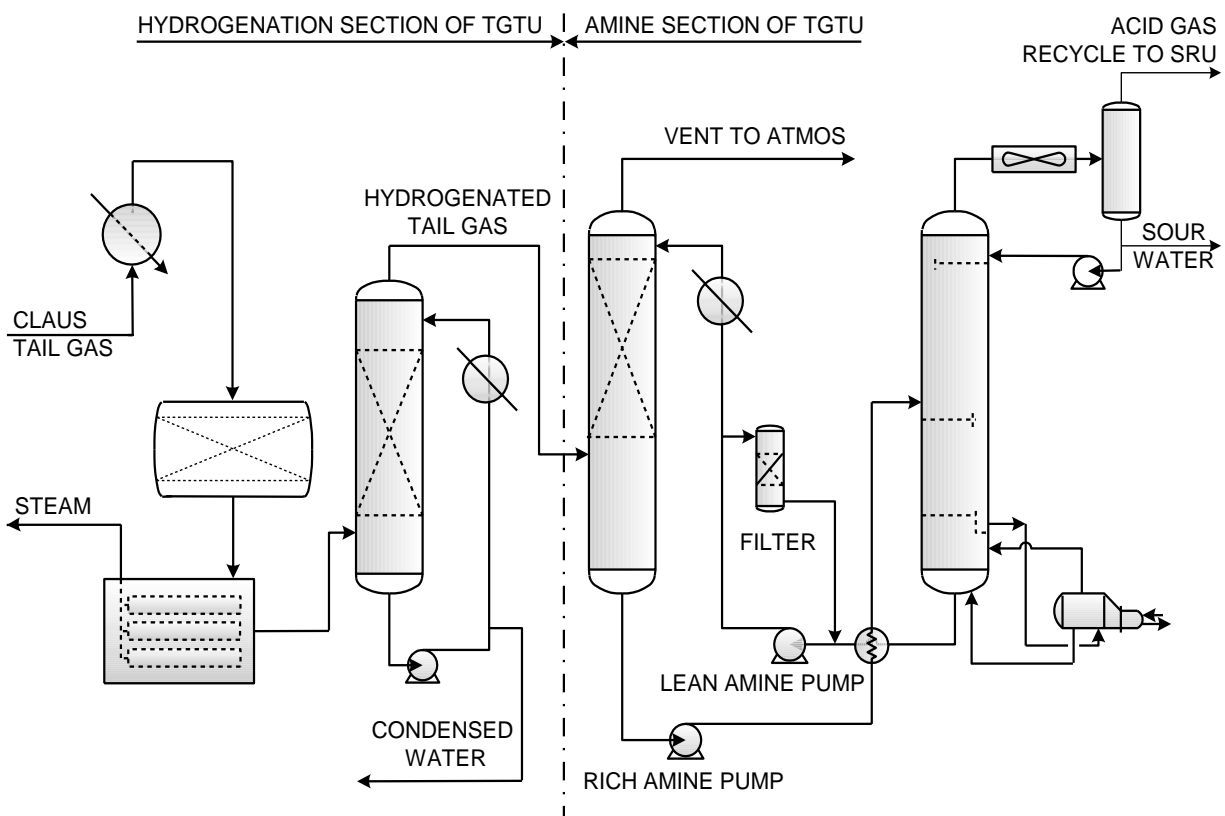 HYDROGENATION SECTION OF TGTU
AMINE SECTION OF TGTU
ACID GAS
RECYCLE TO SRU
VENT TO ATMOS
HYDROGENATED
TAIL GAS
SOUR
WATER
CLAUS
TAIL GAS
STEAM
FILTER
LEAN AMINE PUMP
CONDENSED
WATER
RICH AMINE PUMP